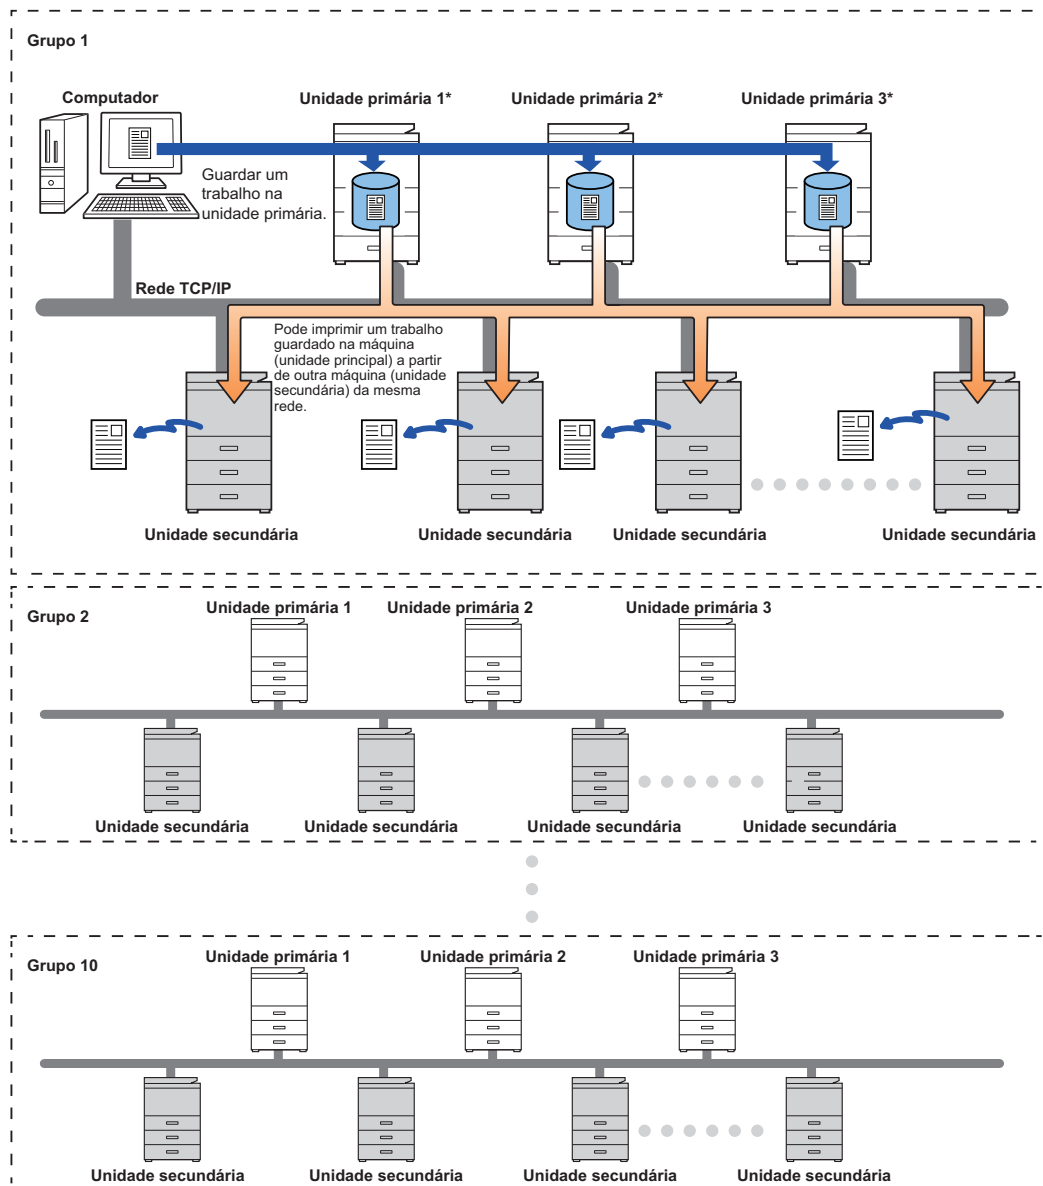 Grupo 1
Computador
Unidade primária 1*
Unidade primária 2*
Unidade primária 3*
Guardar um
trabalho na
unidade primária.
Rede TCP/IP
Pode imprimir um trabalho
guardado na máquina
(unidade principal) a partir
de outra máquina (unidade
secundária) da mesma
rede.
Unidade secundária
Unidade secundária
Unidade secundária
Unidade secundária
Grupo 2
Unidade primária 1
Unidade primária 2
Unidade primária 3
Unidade secundária
Unidade secundária
Unidade secundária
Unidade secundária
Grupo 10
Unidade primária 1
Unidade primária 2
Unidade primária 3
Unidade secundária
Unidade secundária
Unidade secundária
Unidade secundária